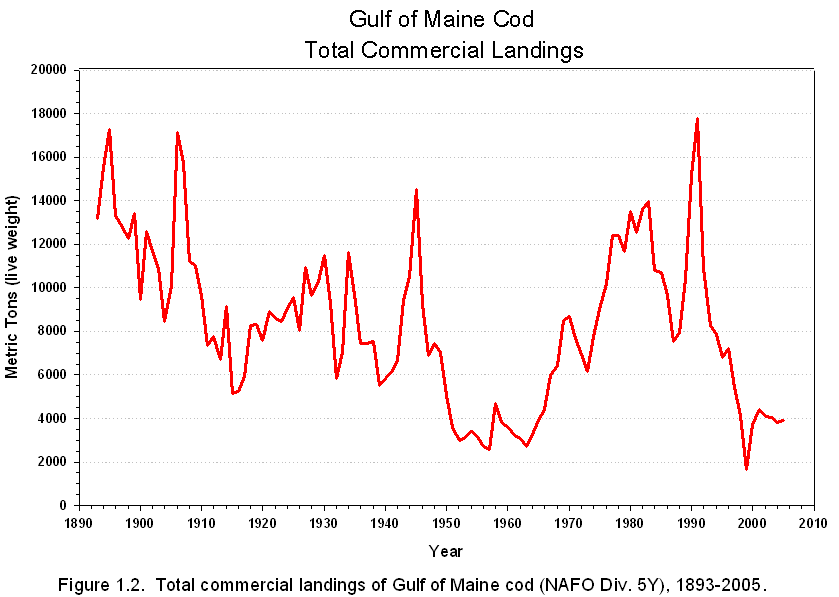 Gulf of Maine Cod
Total Commercial Landings
20000
18000
16000
14000
12000
10000
8000
6000
4000
2000
0
Metric Tons (live weight)
1890 1900 1910 1920 1930 1940 1950 1960 1970 1980 1990 2000 2010
Year
Figure 1.2.  Total commercial landings of Gulf of Maine cod (NAFO Div. 5Y), 1893-2005.